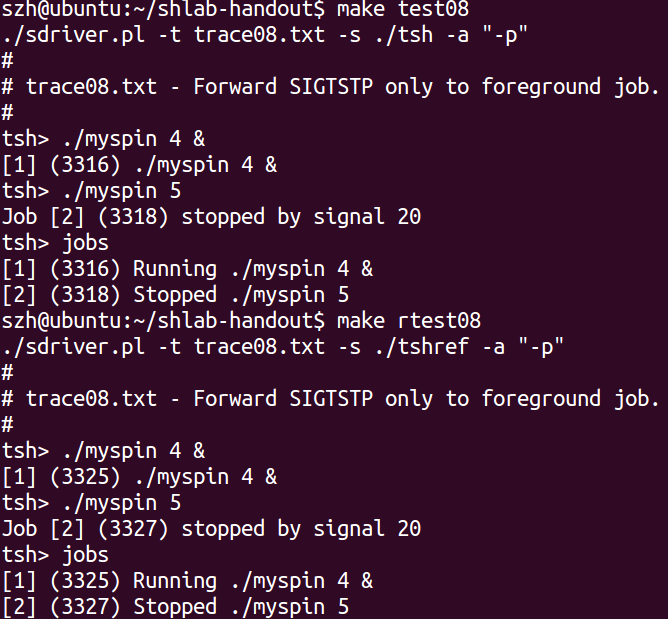 szh@ubuntu:~/shlab-handout$ make test08
./sdriver.pl -t trace08.txt -s ./tsh -a "-p"
#
# trace08.txt - Forward SIGTSTP only to foreground job.
#
tsh> ./myspin 4 &
[1] (3316) ./myspin 4 &
tsh> ./myspin 5
Job [2] (3318) stopped by signal 20
tsh> jobs
[1] (3316) Running ./myspin 4 &
[2] (3318) Stopped ./myspin 5
szh@ubuntu:~/shlab-handout$ make rtest08
./sdriver.pl -t trace08.txt -s ./tshref -a "-p"
#
# trace08.txt - Forward SIGTSTP only to foreground job.
#
tsh> ./myspin 4 &
[1] (3325) ./myspin 4 &
tsh> ./myspin 5
Job [2] (3327) stopped by signal 20
tsh> jobs
[1] (3325) Running ./myspin 4 &
[2] (3327) Stopped ./myspin 5